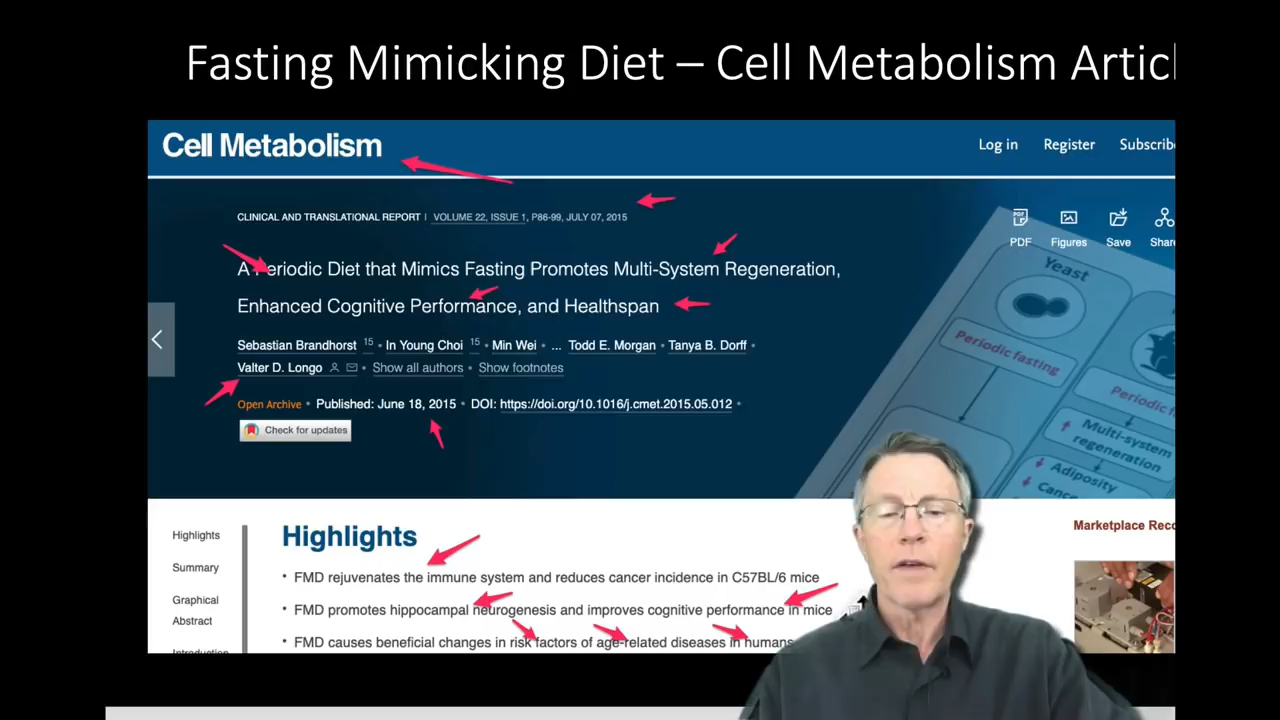 Fasting Mimicking Diet – Cell Metabolism Artic
Cell Metabolism
Log in Register Subscribe
CLINICAL AND TRANSLATIONAL REPORT | VOLUME 22, ISSUE 1, P86-99, JULY 07, 2015
PDF Figures Save Share
A Periodic Diet that Mimics Fasting Promotes Multi-System Regeneration,
Enhanced Cognitive Performance, and Healthspan
Sebastian Brandhorst 15 • In Young Choi 15 • Min Wei • ... Todd E. Morgan • Tanya B. Dorff •
Valter D. Longo • Show all authors • Show footnotes
Open Archive • Published: June 18, 2015 • DOI: https://doi.org/10.1016/j.cmet.2015.05.012 •
Check for updates
Yeast
Periodic fasting
Periodic f
Multi-system
regeneration
Adiposity
Cance
Highlights
Summary
Graphical
Abstract
Introduction
Highlights
• FMD rejuvenates the immune system and reduces cancer incidence in C57BL/6 mice
• FMD promotes hippocampal neurogenesis and improves cognitive performance in mice
• FMD causes beneficial changes in risk factors of age-related diseases in humans
Marketplace Reco